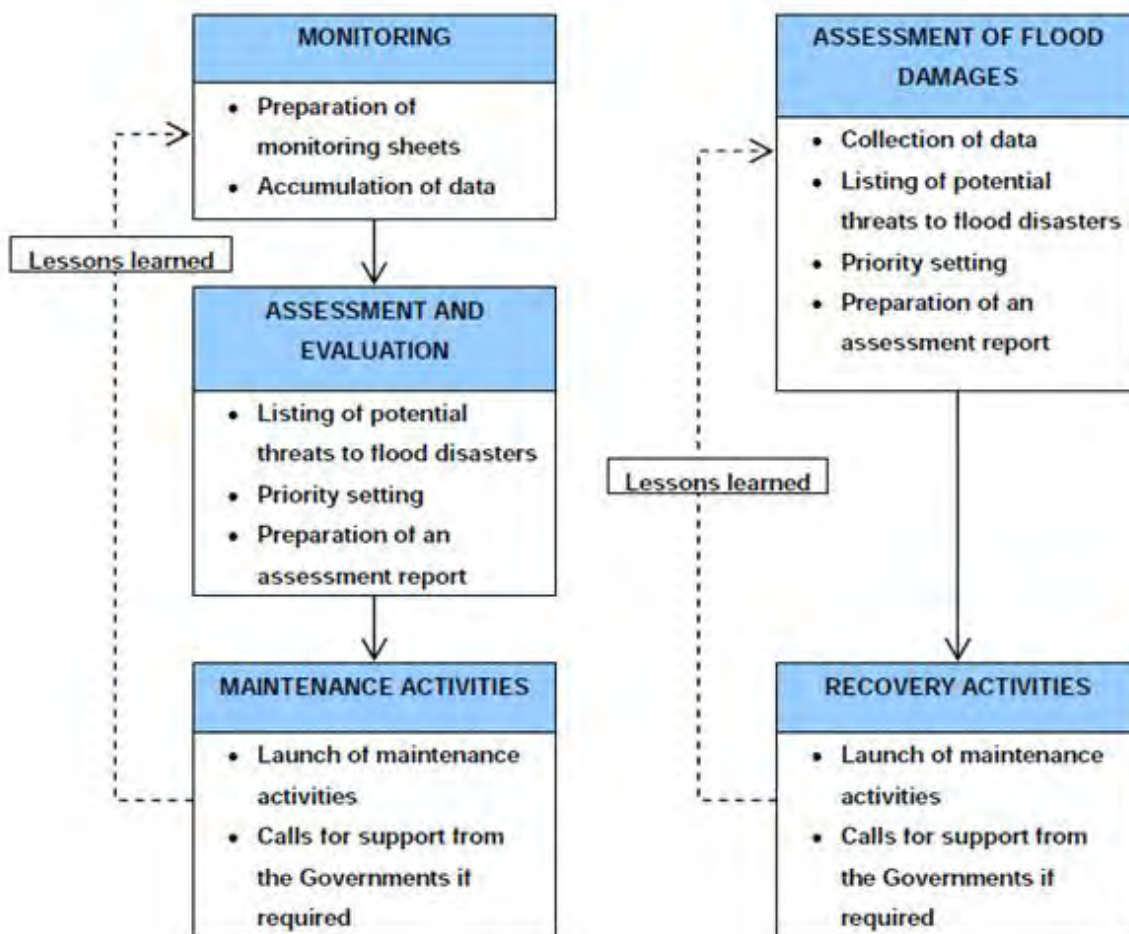 MONITORING
• Preparation of
monitoring sheets
• Accumulation of data
Lessons learned
ASSESSMENT AND
EVALUATION
• Listing of potential
threats to flood disasters
• Priority setting
• Preparation of an
assessment report
MAINTENANCE ACTIVITIES
• Launch of maintenance
activities
• Calls for support from
the Governments if
required
ASSESSMENT OF FLOOD
DAMAGES
• Collection of data
• Listing of potential
threats to flood disasters
• Priority setting
• Preparation of an
assessment report
Lessons learned
RECOVERY ACTIVITIES
• Launch of maintenance
activities
• Calls for support from
the Governments if
required